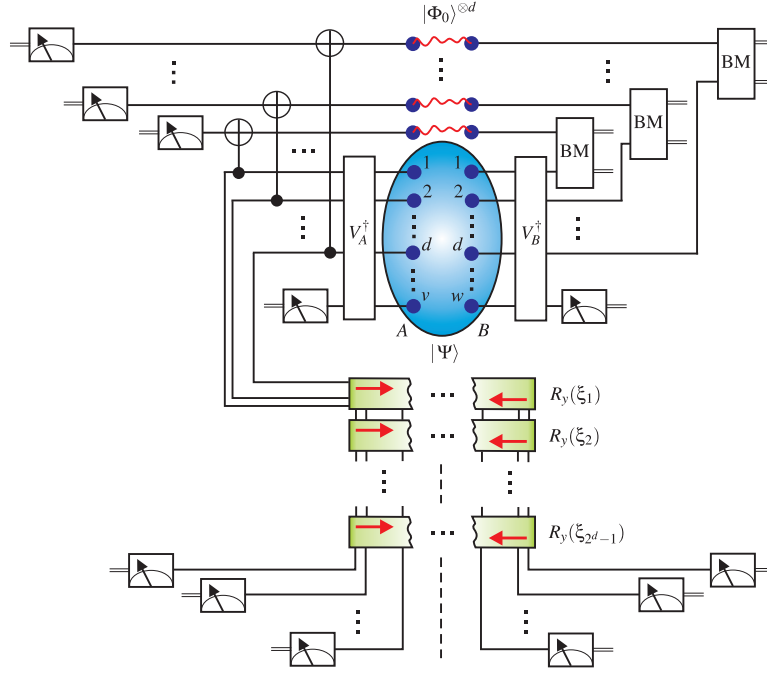 |Φ₀⟩^{⊗d}
BM
BM
BM
1 1
2 2
V_A^† V_B^†
d d
v w
A B
|Ψ⟩
R_y(ξ₁)
R_y(ξ₂)
R_y(ξ_{2^d−1})